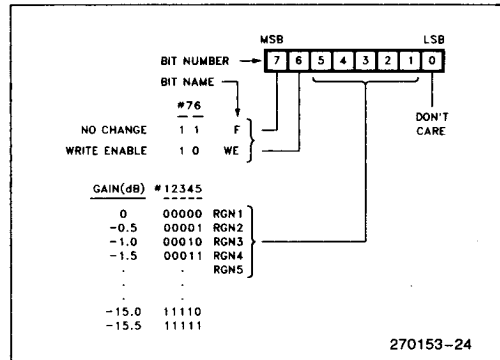 MSB LSB
BIT NUMBER 7 6 5 4 3 2 1 0
BIT NAME
#76
NO CHANGE 1 1 F
WRITE ENABLE 1 0 WE
DON'T
CARE
GAIN(dB) #12345
0 00000 RGN1
-0.5 00001 RGN2
-1.0 00010 RGN3
-1.5 00011 RGN4
. . RGN5
. .
. .
-15.0 11110
-15.5 11111
270153-24